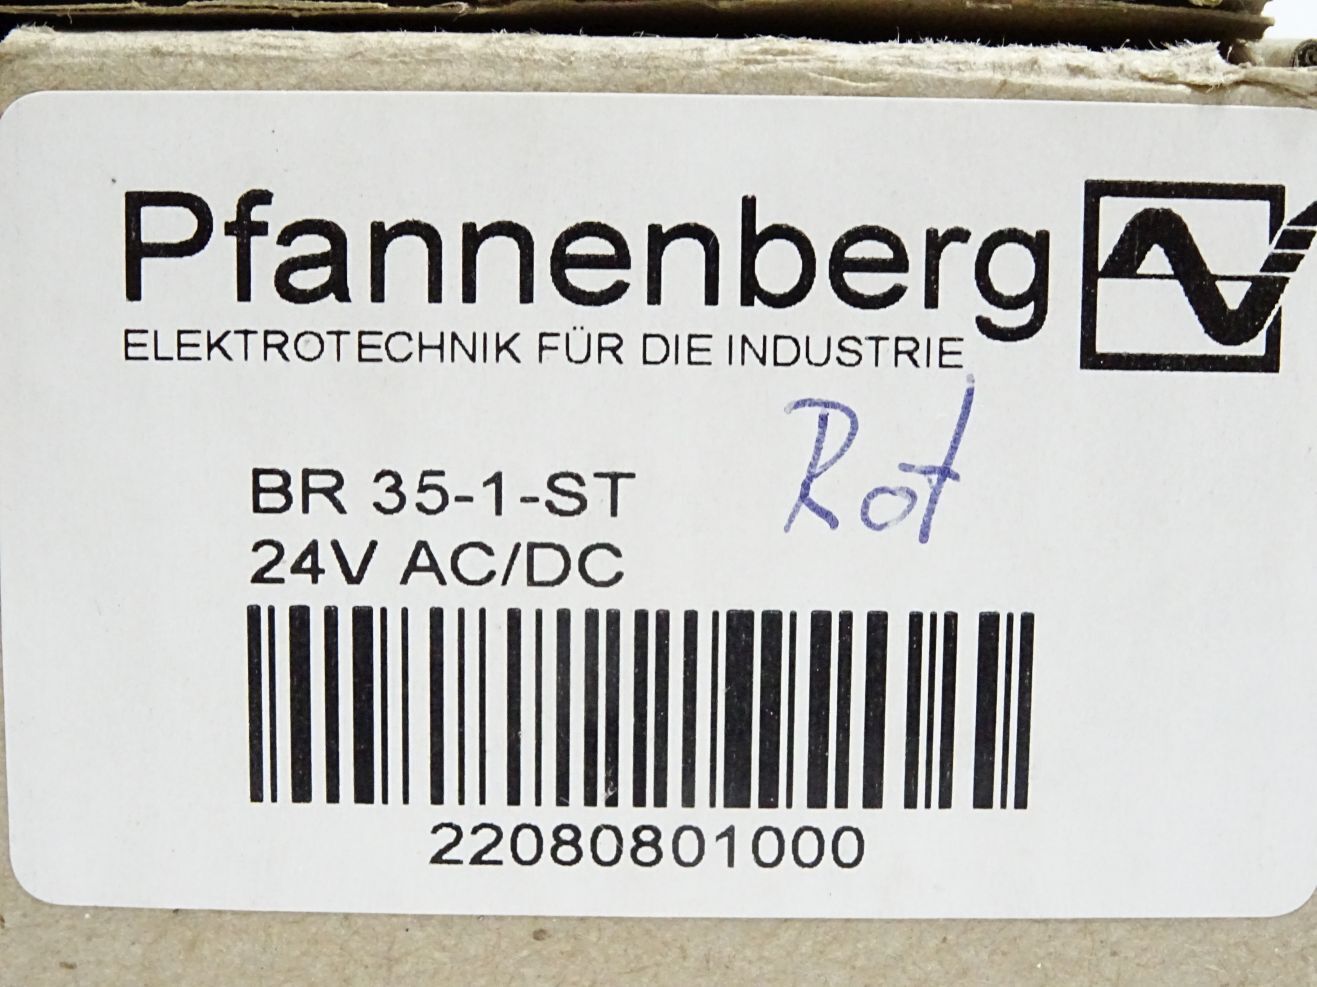 Pfannenberg
ELEKTROTECHNIK FÜR DIE INDUSTRIE
Rot
BR 35-1-ST
24V AC/DC
22080801000